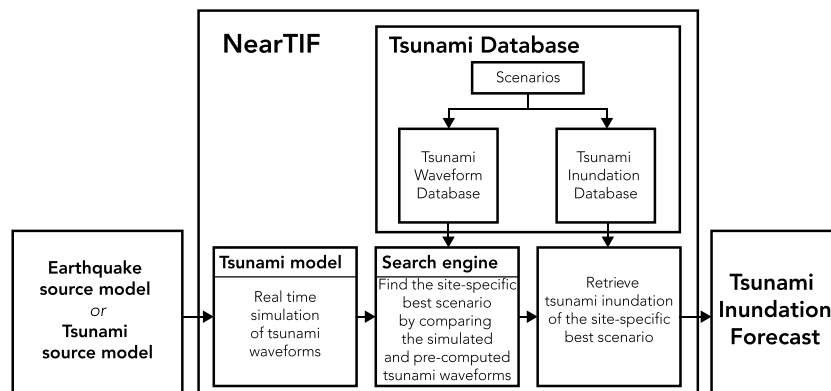 NearTIF
Tsunami Database
Scenarios
Tsunami
Waveform
Database
Tsunami
Inundation
Database
Earthquake
source model
or
Tsunami
source model
Tsunami model
Real time
simulation
of tsunami
waveforms
Search engine
Find the site-specific
best scenario
by comparing
the simulated
and pre-computed
tsunami waveforms
Retrieve
tsunami inundation
of the site-specific
best scenario
Tsunami
Inundation
Forecast